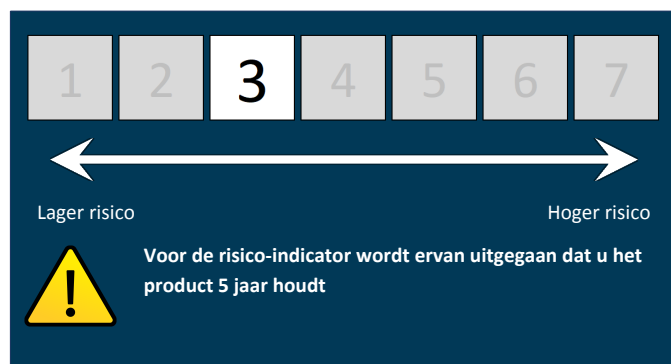 1 2 3 4 5 6 7
Lager risico Hoger risico
Voor de risico-indicator wordt ervan uitgegaan dat u het
product 5 jaar houdt